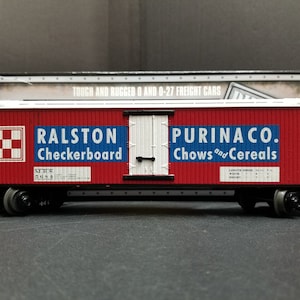 TOUGH AND RUGGED O AND O-27 FREIGHT CARS
RALSTON PURINA CO.
Checkerboard Chows and Cereals